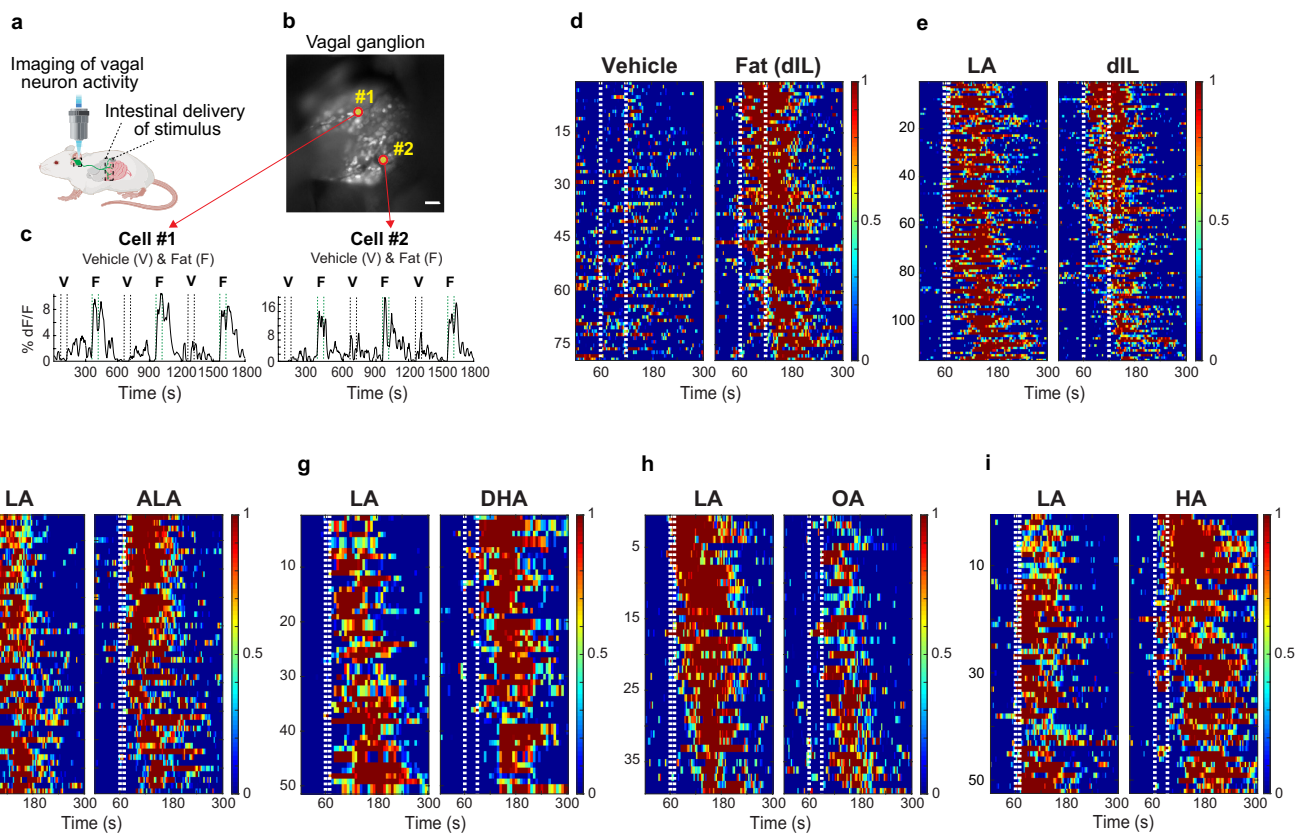 a
Imaging of vagal
neuron activity
Intestinal delivery
of stimulus
b
Vagal ganglion
#1
#2
c
Cell #1
Vehicle (V) & Fat (F)
V F V F V F
% dF/F
8
4
0
300 600 900 1200 1500 1800
Time (s)
Cell #2
Vehicle (V) & Fat (F)
V F V F V F
16
12
8
4
0
300 600 900 1200 1500 1800
Time (s)
d
Vehicle Fat (dIL)
15
30
45
60
75
60 180 300 60 180 300
Time (s)
1
0.5
0
e
LA dIL
20
40
60
80
100
60 180 300 60 180 300
Time (s)
1
0.5
0
LA ALA
180 300 60 180 300
Time (s)
1
0.5
0
g
LA DHA
10
20
30
40
50
60 180 300 60 180 300
Time (s)
1
0.5
0
h
LA OA
5
15
25
35
60 180 300 60 180 300
Time (s)
1
0.5
0
i
LA HA
10
30
50
60 180 300 60 180 300
Time (s)
1
0.5
0